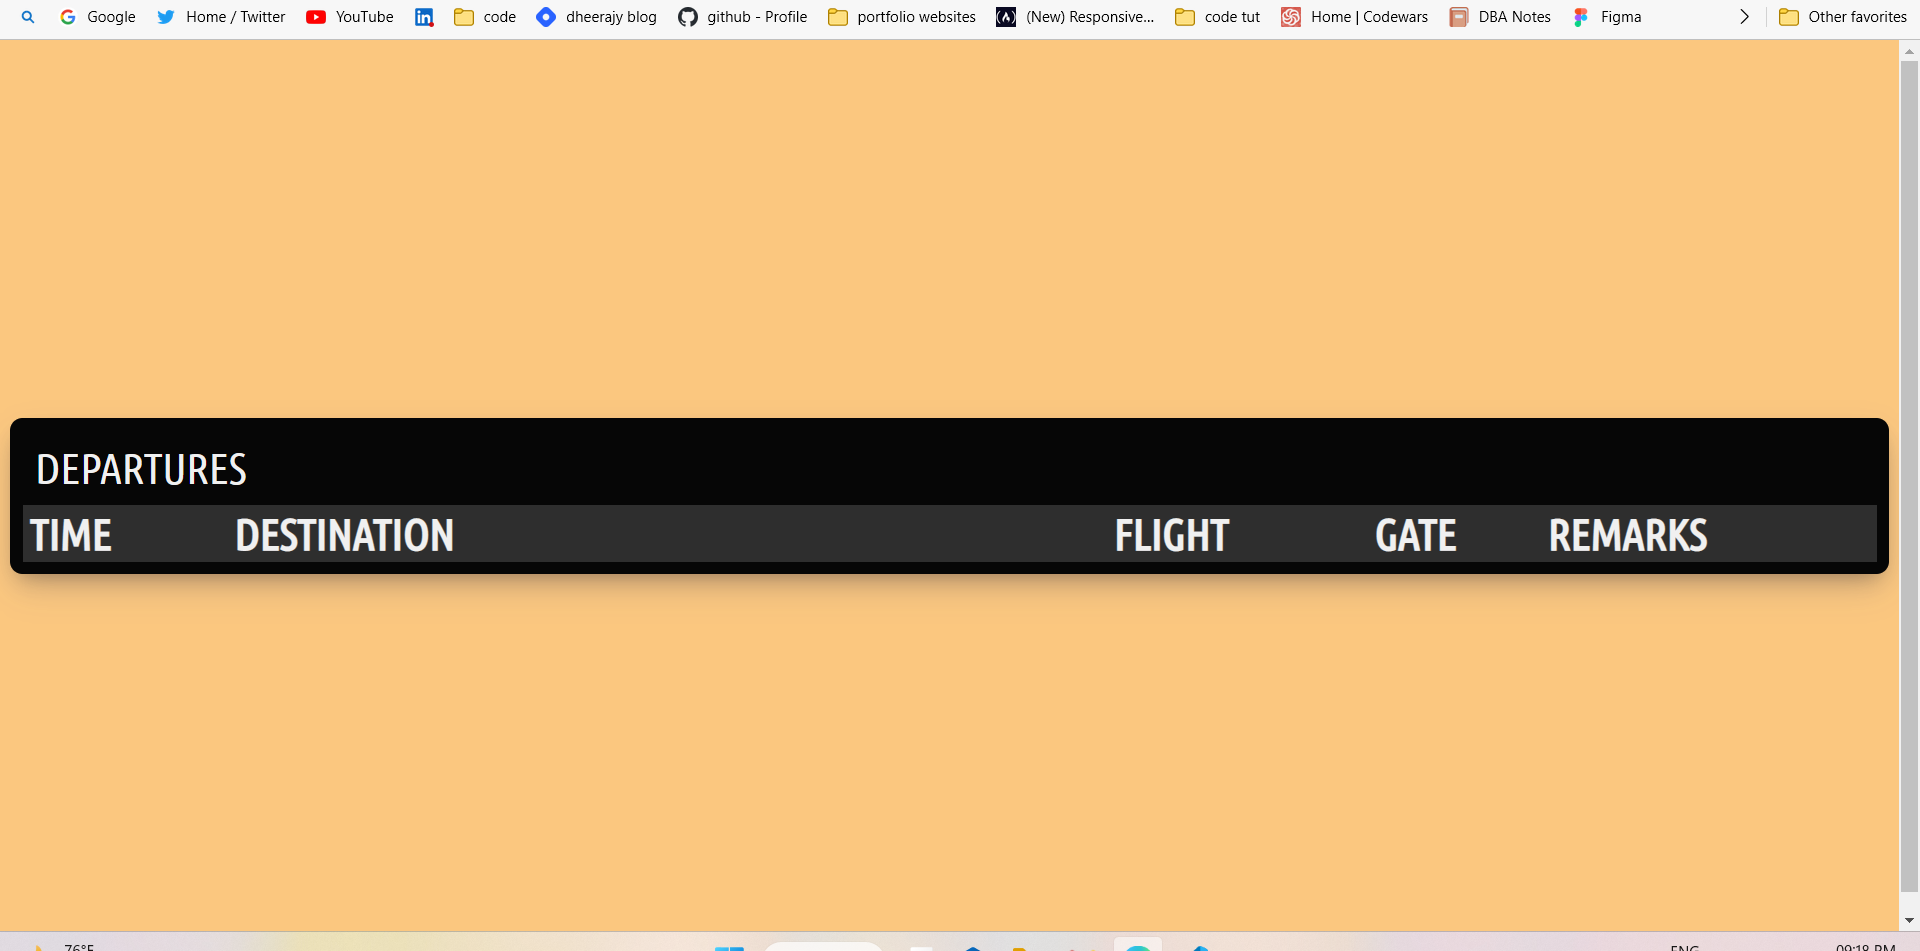 Google Home / Twitter YouTube in code dheerajy blog github - Profile portfolio websites (New) Responsive... code tut Home | Codewars DBA Notes Figma Other favorites
DEPARTURES
TIME DESTINATION FLIGHT GATE REMARKS
76°F ENG 09:18 PM